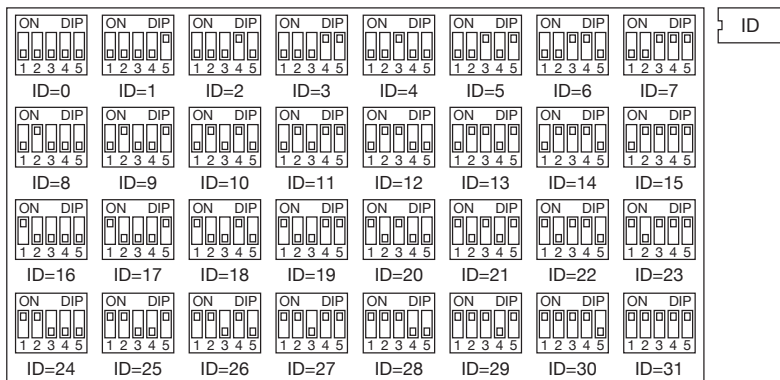 ON DIP ON DIP ON DIP ON DIP ON DIP ON DIP ON DIP ON DIP ID
1 2 3 4 5 1 2 3 4 5 1 2 3 4 5 1 2 3 4 5 1 2 3 4 5 1 2 3 4 5 1 2 3 4 5 1 2 3 4 5
ID=0 ID=1 ID=2 ID=3 ID=4 ID=5 ID=6 ID=7
ON DIP ON DIP ON DIP ON DIP ON DIP ON DIP ON DIP ON DIP
1 2 3 4 5 1 2 3 4 5 1 2 3 4 5 1 2 3 4 5 1 2 3 4 5 1 2 3 4 5 1 2 3 4 5 1 2 3 4 5
ID=8 ID=9 ID=10 ID=11 ID=12 ID=13 ID=14 ID=15
ON DIP ON DIP ON DIP ON DIP ON DIP ON DIP ON DIP ON DIP
1 2 3 4 5 1 2 3 4 5 1 2 3 4 5 1 2 3 4 5 1 2 3 4 5 1 2 3 4 5 1 2 3 4 5 1 2 3 4 5
ID=16 ID=17 ID=18 ID=19 ID=20 ID=21 ID=22 ID=23
ON DIP ON DIP ON DIP ON DIP ON DIP ON DIP ON DIP ON DIP
1 2 3 4 5 1 2 3 4 5 1 2 3 4 5 1 2 3 4 5 1 2 3 4 5 1 2 3 4 5 1 2 3 4 5 1 2 3 4 5
ID=24 ID=25 ID=26 ID=27 ID=28 ID=29 ID=30 ID=31